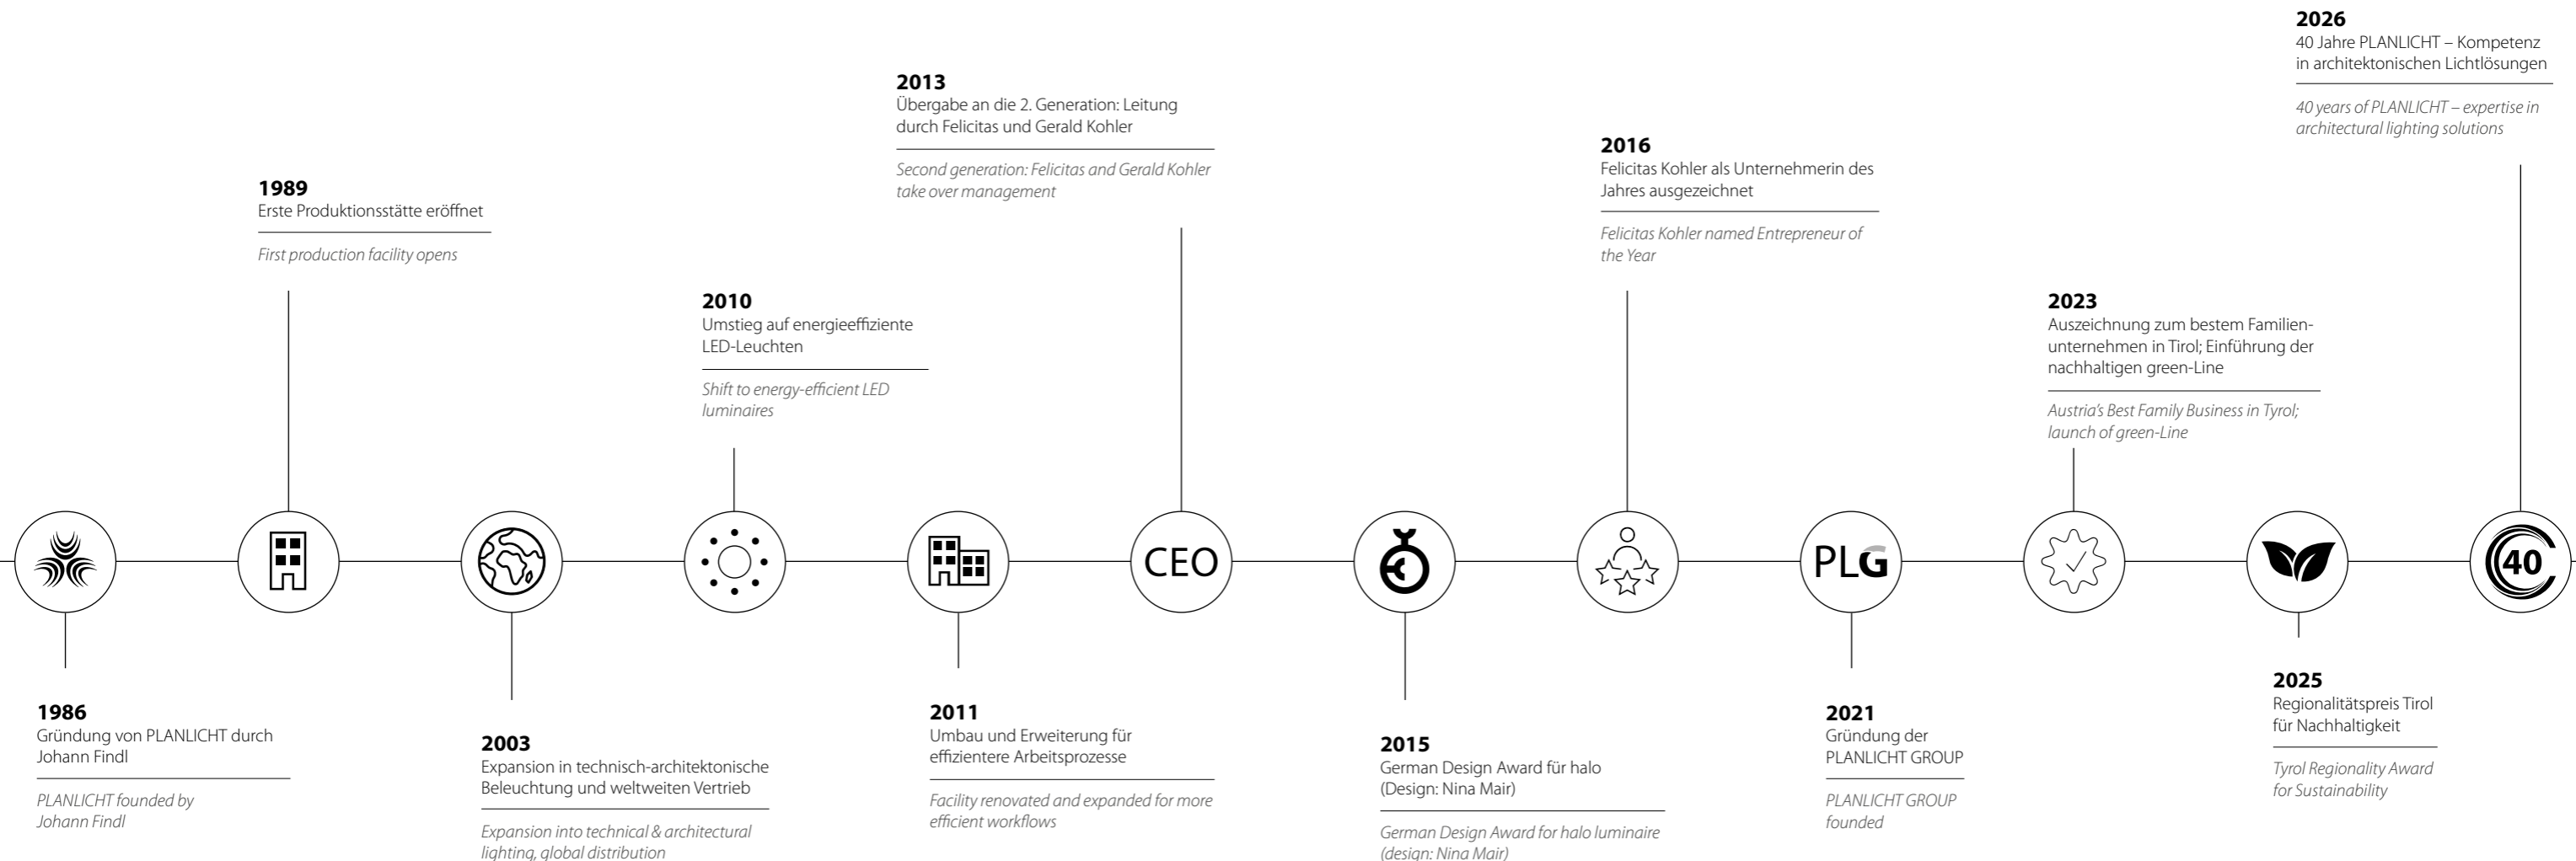 1986
Gründung von PLANLICHT durch
Johann Findl
PLANLICHT founded by
Johann Findl
1989
Erste Produktionsstätte eröffnet
First production facility opens
2003
Expansion in technisch-architektonische
Beleuchtung und weltweiten Vertrieb
Expansion into technical & architectural
lighting, global distribution
2010
Umstieg auf energieeffiziente
LED-Leuchten
Shift to energy-efficient LED
luminaires
2011
Umbau und Erweiterung für
effizientere Arbeitsprozesse
Facility renovated and expanded for more
efficient workflows
2013
Übergabe an die 2. Generation: Leitung
durch Felicitas und Gerald Kohler
Second generation: Felicitas and Gerald Kohler
take over management
CEO
2015
German Design Award für halo
(Design: Nina Mair)
German Design Award for halo luminaire
(design: Nina Mair)
2016
Felicitas Kohler als Unternehmerin des
Jahres ausgezeichnet
Felicitas Kohler named Entrepreneur of
the Year
PLG
2021
Gründung der
PLANLICHT GROUP
PLANLICHT GROUP
founded
2023
Auszeichnung zum bestem Familien-
unternehmen in Tirol; Einführung der
nachhaltigen green-Line
Austria's Best Family Business in Tyrol;
launch of green-Line
2025
Regionalitätspreis Tirol
für Nachhaltigkeit
Tyrol Regionality Award
for Sustainability
2026
40 Jahre PLANLICHT – Kompetenz
in architektonischen Lichtlösungen
40 years of PLANLICHT – expertise in
architectural lighting solutions
40